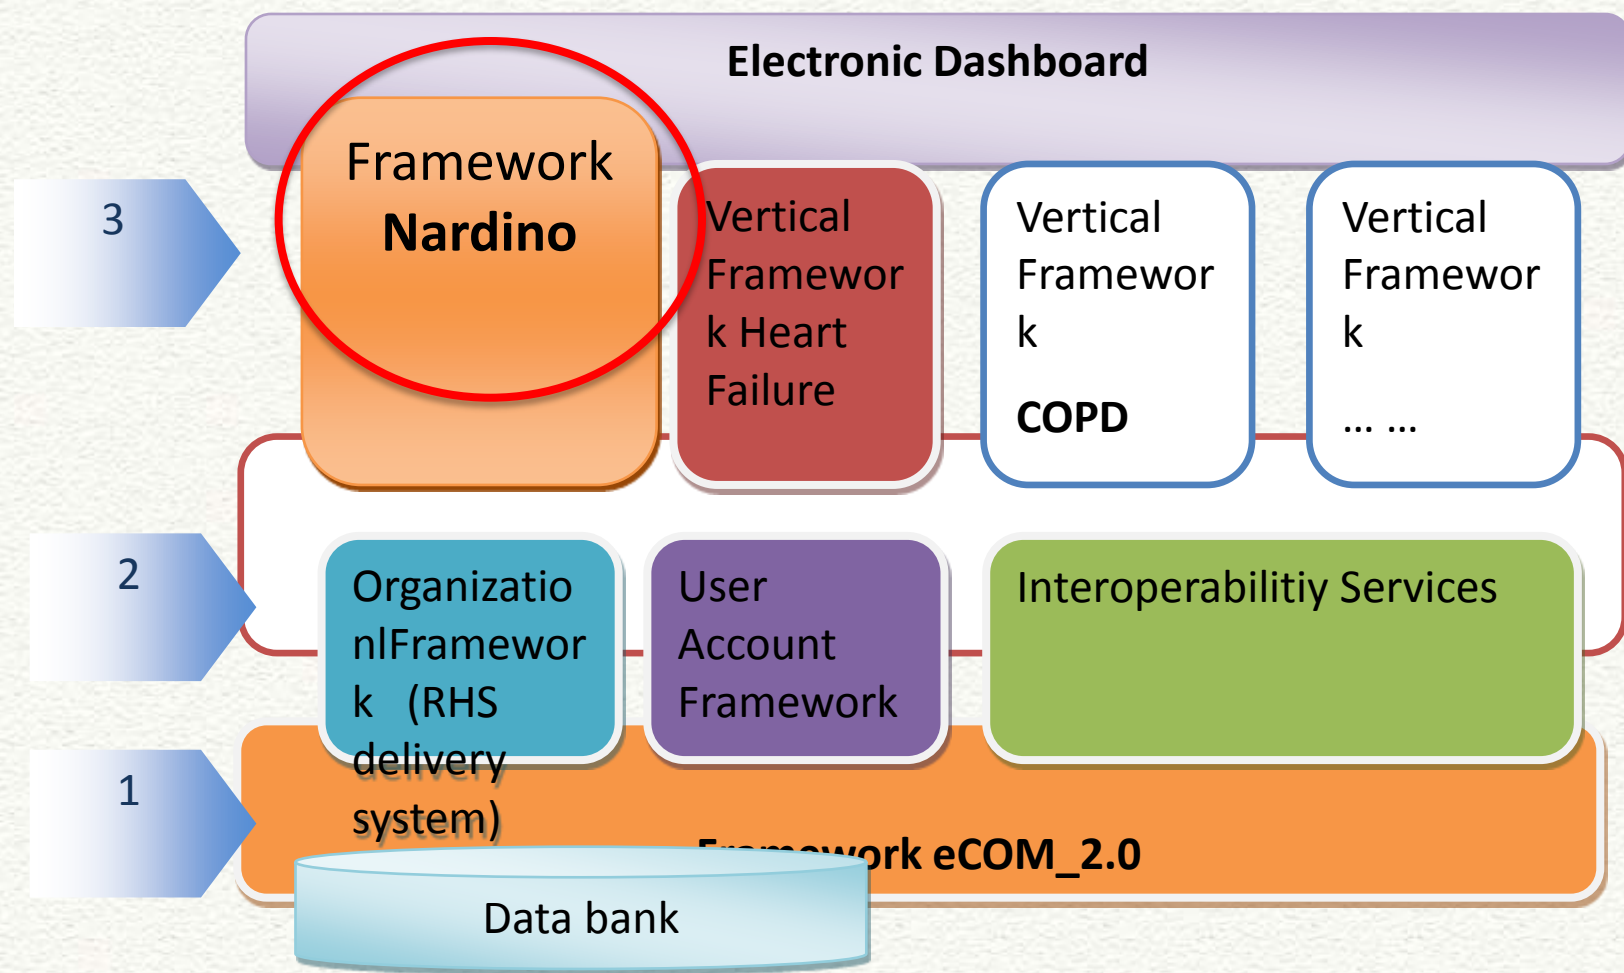 Electronic Dashboard
Framework
Nardino
3
Vertical
Framewor
k Heart
Failure
Vertical
Framewor
k
COPD
Vertical
Framewor
k
... ...
2
Organizatio
nlFramewor
k (RHS
delivery
system)
User
Account
Framework
Interoperabilitiy Services
1
Framework eCOM_2.0
Data bank